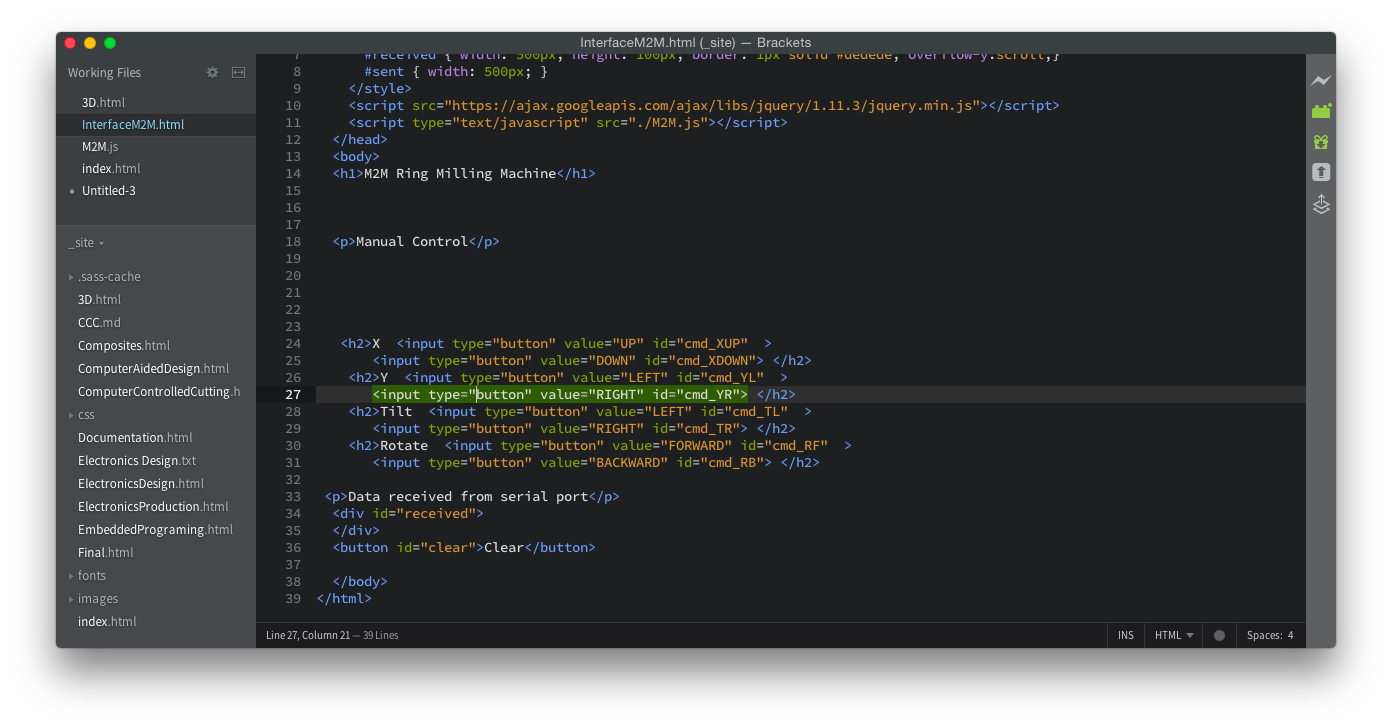 InterfaceM2M.html (_site) — Brackets
Working Files
3D.html
InterfaceM2M.html
M2M.js
index.html
Untitled-3
_site
.sass-cache
3D.html
CCC.md
Composites.html
ComputerAidedDesign.html
ComputerControlledCutting.h
css
Documentation.html
Electronics Design.txt
ElectronicsDesign.html
ElectronicsProduction.html
EmbeddedPrograming.html
Final.html
fonts
images
index.html
7 #received { width: 500px; height: 100px; border: 1px solid #dedede; overflow-y:scroll;}
8 #sent { width: 500px; }
9 </style>
10 <script src="https://ajax.googleapis.com/ajax/libs/jquery/1.11.3/jquery.min.js"></script>
11 <script type="text/javascript" src="./M2M.js"></script>
12 </head>
13 <body>
14 <h1>M2M Ring Milling Machine</h1>
15
16
17
18 <p>Manual Control</p>
19
20
21
22
23
24 <h2>X <input type="button" value="UP" id="cmd_XUP" >
25 <input type="button" value="DOWN" id="cmd_XDOWN"> </h2>
26 <h2>Y <input type="button" value="LEFT" id="cmd_YL" >
27 <input type="button" value="RIGHT" id="cmd_YR"> </h2>
28 <h2>Tilt <input type="button" value="LEFT" id="cmd_TL" >
29 <input type="button" value="RIGHT" id="cmd_TR"> </h2>
30 <h2>Rotate <input type="button" value="FORWARD" id="cmd_RF" >
31 <input type="button" value="BACKWARD" id="cmd_RB"> </h2>
32
33 <p>Data received from serial port</p>
34 <div id="received">
35 </div>
36 <button id="clear">Clear</button>
37
38 </body>
39 </html>
Line 27, Column 21 — 39 Lines
INS
HTML
Spaces: 4